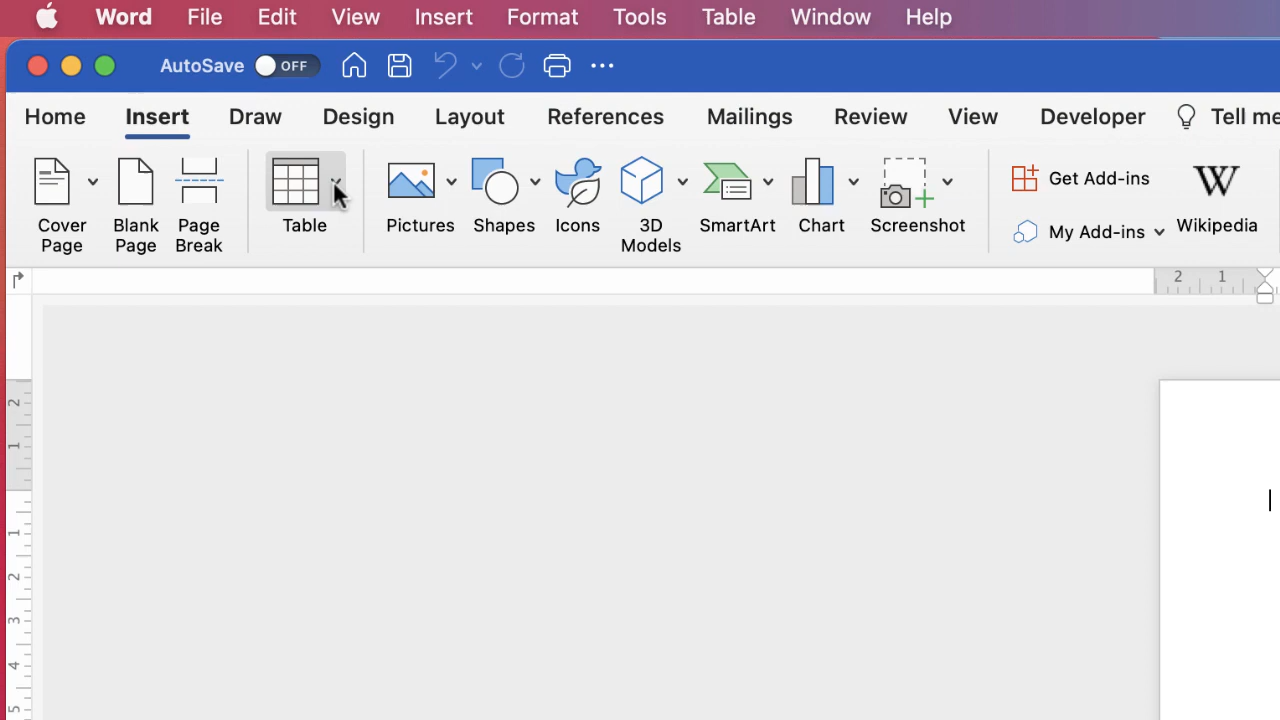 Word File Edit View Insert Format Tools Table Window Help
AutoSave OFF
Home Insert Draw Design Layout References Mailings Review View Developer Tell me
Cover Page
Blank Page
Page Break
Table
Pictures
Shapes
Icons
3D Models
SmartArt
Chart
Screenshot
Get Add-ins
My Add-ins
W
Wikipedia
2 1
2
1
1
2
3
4
5